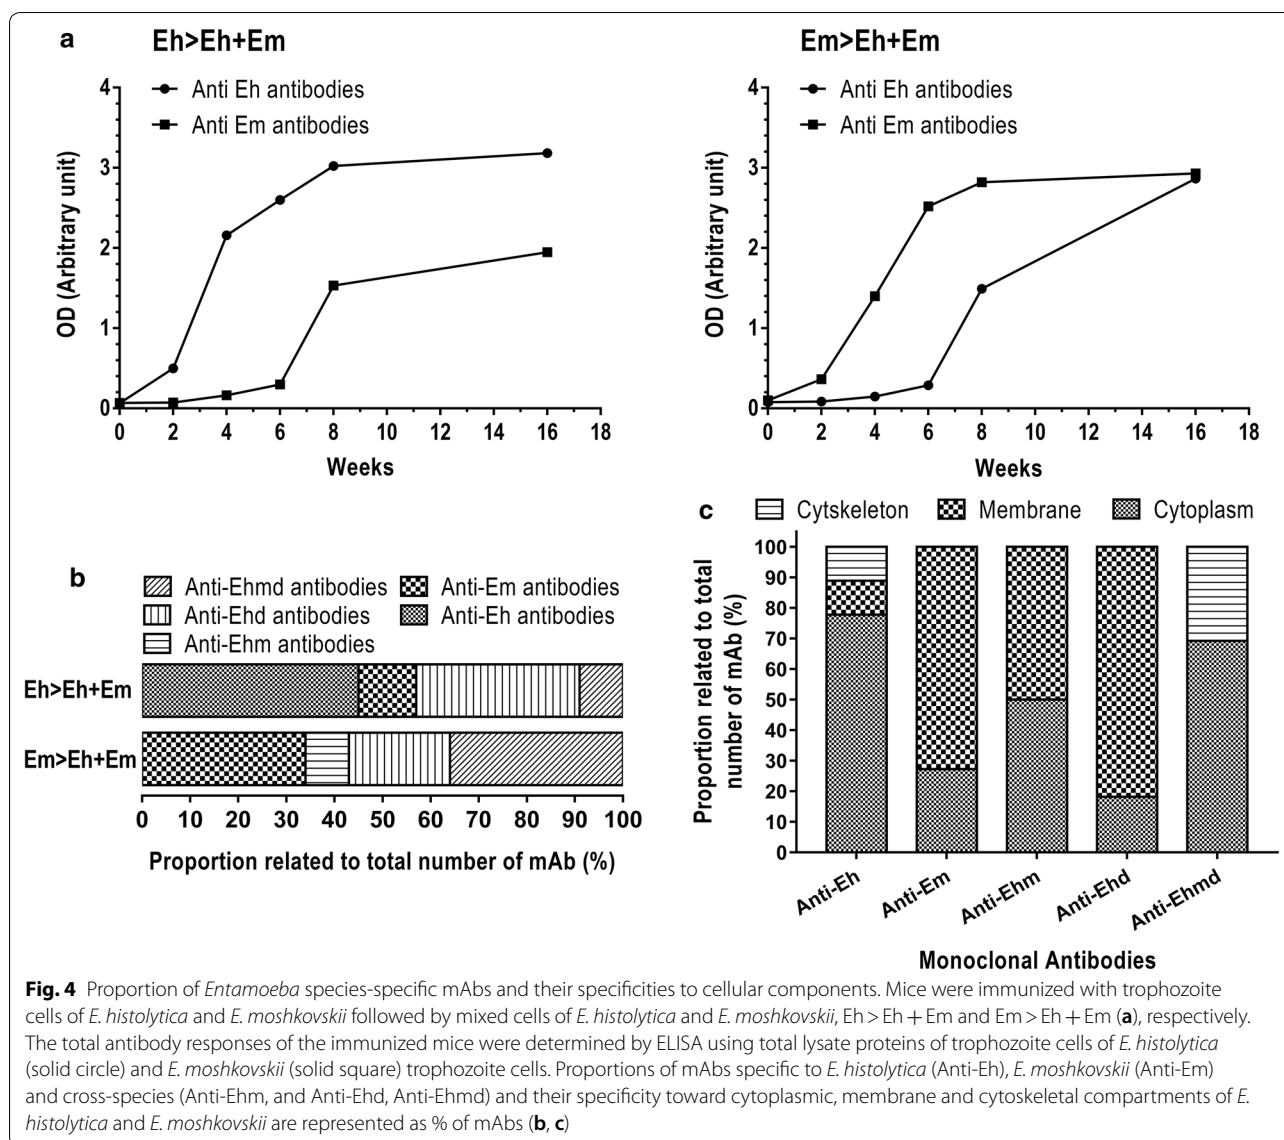 a
Eh>Eh+Em
Anti Eh antibodies
Anti Em antibodies
OD (Arbitrary unit)
4
3
2
1
0
0 2 4 6 8 10 12 14 16 18
Weeks
Em>Eh+Em
Anti Eh antibodies
Anti Em antibodies
OD (Arbitrary unit)
4
3
2
1
0
0 2 4 6 8 10 12 14 16 18
Weeks
b
Anti-Ehmd antibodies
Anti-Em antibodies
Anti-Ehd antibodies
Anti-Eh antibodies
Anti-Ehm antibodies
Eh>Eh+Em
Em>Eh+Em
0 10 20 30 40 50 60 70 80 90 100
Proportion related to total number of mAb (%)
c
Cytskeleton Membrane Cytoplasm
Proportion related to total
number of mAb (%)
100
90
80
70
60
50
40
30
20
10
0
Anti-Eh Anti-Em Anti-Ehm Anti-Ehd Anti-Ehmd
Monoclonal Antibodies
Fig. 4 Proportion of Entamoeba species-specific mAbs and their specificities to cellular components. Mice were immunized with trophozoite
cells of E. histolytica and E. moshkovskii followed by mixed cells of E. histolytica and E. moshkovskii, Eh > Eh + Em and Em > Eh + Em (a), respectively.
The total antibody responses of the immunized mice were determined by ELISA using total lysate proteins of trophozoite cells of E. histolytica
(solid circle) and E. moshkovskii (solid square) trophozoite cells. Proportions of mAbs specific to E. histolytica (Anti-Eh), E. moshkovskii (Anti-Em)
and cross-species (Anti-Ehm, and Anti-Ehd, Anti-Ehmd) and their specificity toward cytoplasmic, membrane and cytoskeletal compartments of E.
histolytica and E. moshkovskii are represented as % of mAbs (b, c)